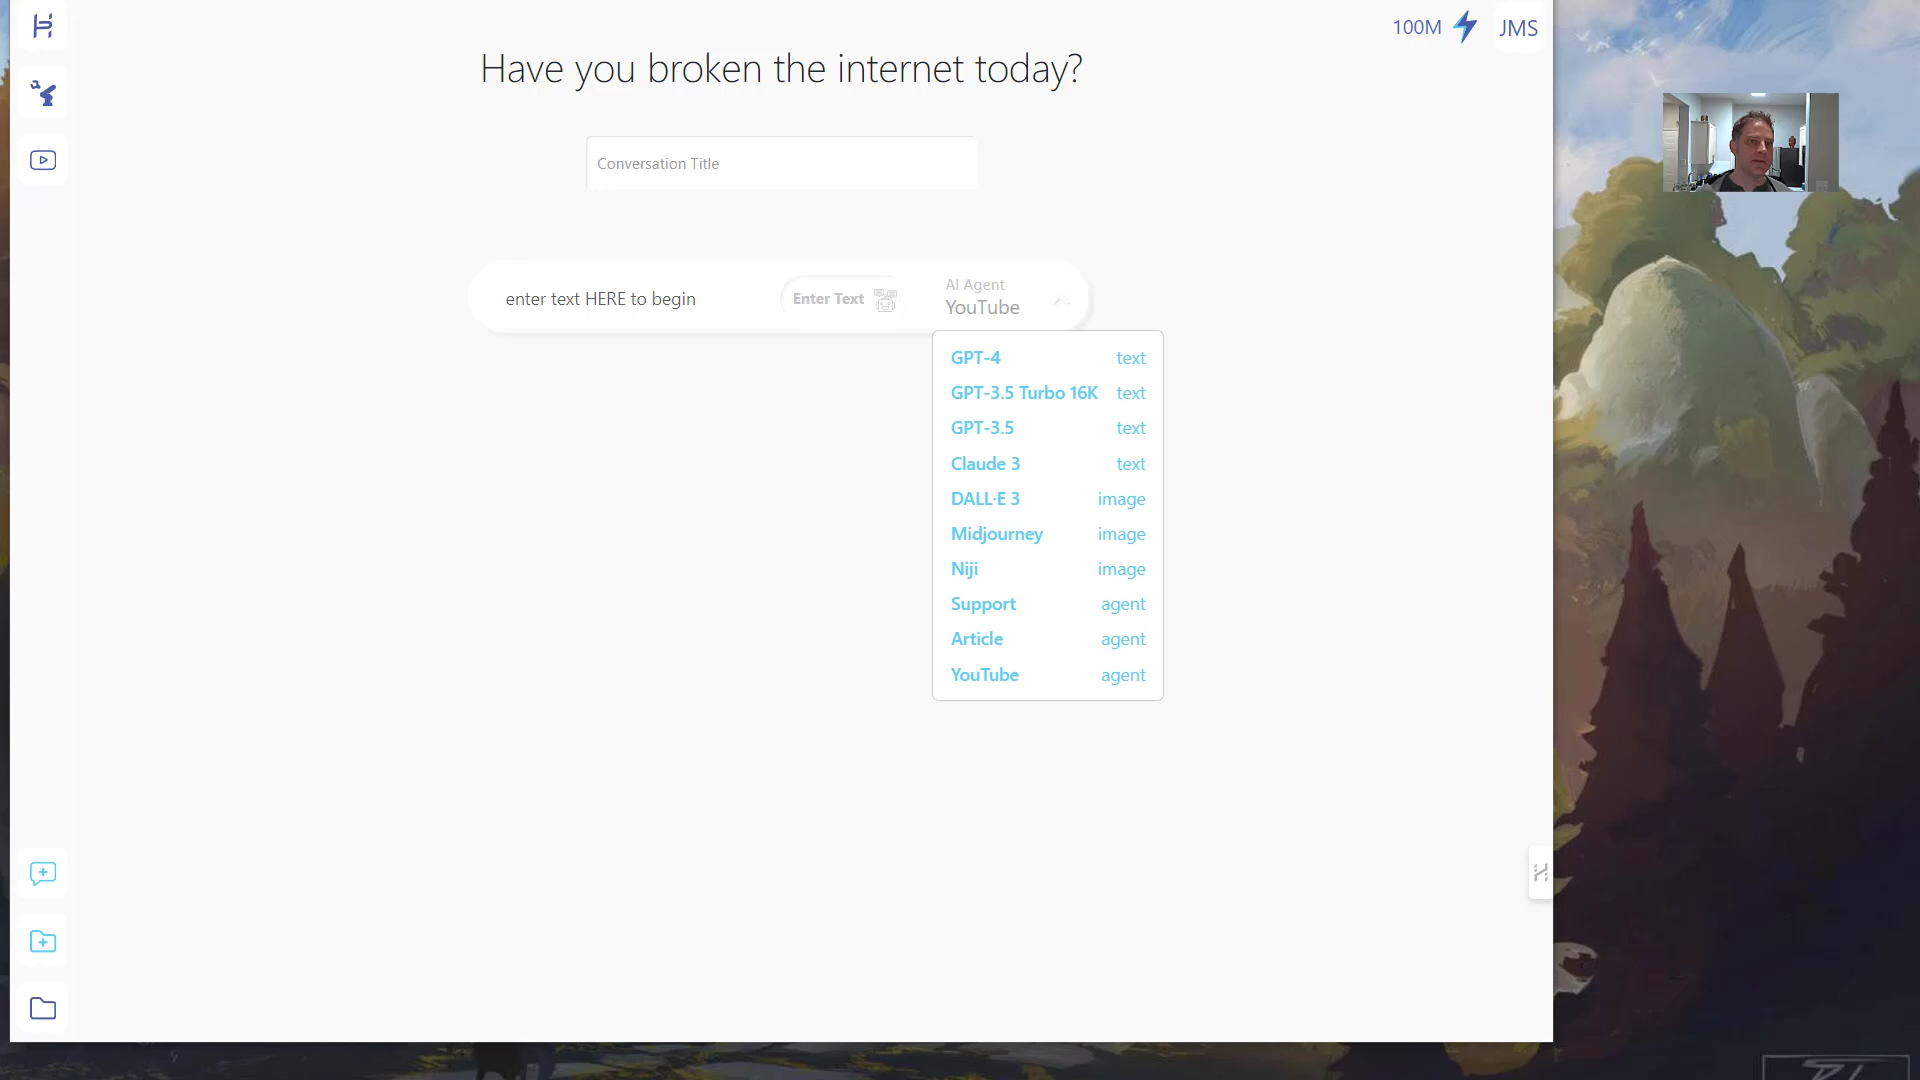 100M
JMS
Have you broken the internet today?
Conversation Title
enter text HERE to begin
Enter Text
AI Agent
YouTube
GPT-4 text
GPT-3.5 Turbo 16K text
GPT-3.5 text
Claude 3 text
DALL·E 3 image
Midjourney image
Niji image
Support agent
Article agent
YouTube agent